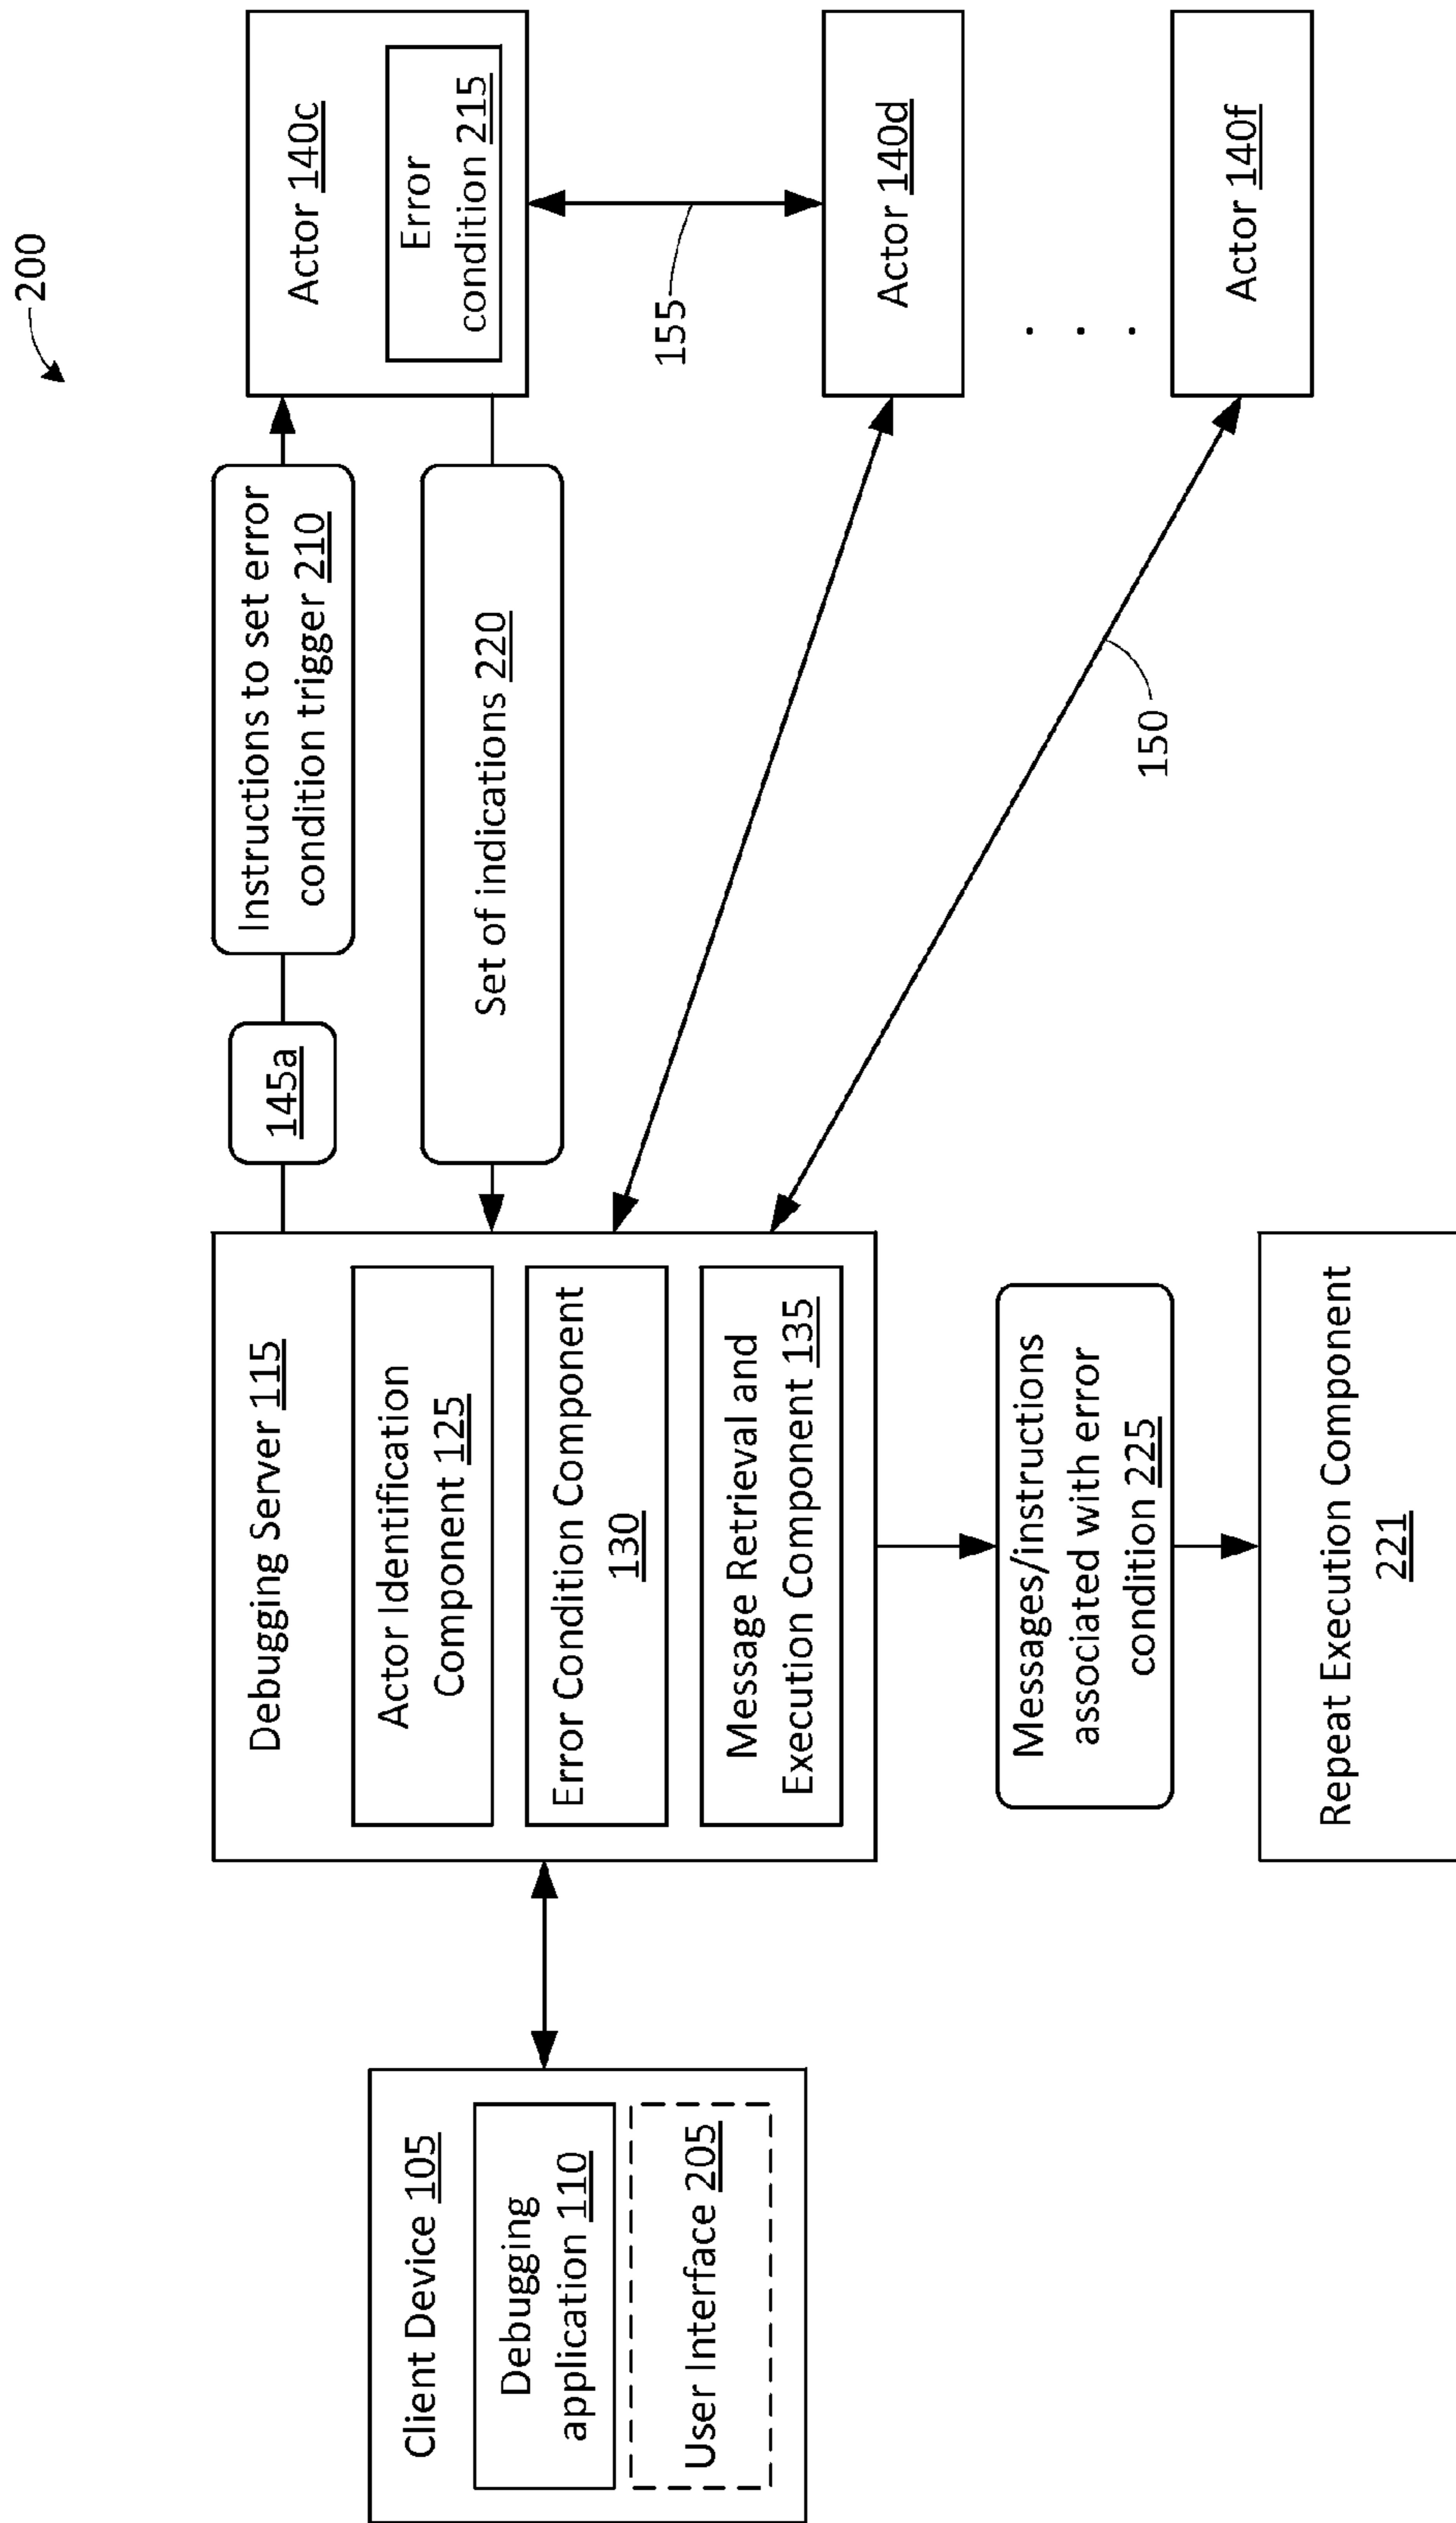 200
Client Device 105
Debugging
application 110
User Interface 205
Debugging Server 115
Actor Identification
Component 125
Error Condition Component
130
Message Retrieval and
Execution Component 135
145a
Instructions to set error
condition trigger 210
Set of indications 220
Actor 140c
Error
condition 215
155
Actor 140d
. . .
Actor 140f
150
Messages/instructions
associated with error
condition 225
Repeat Execution Component
221